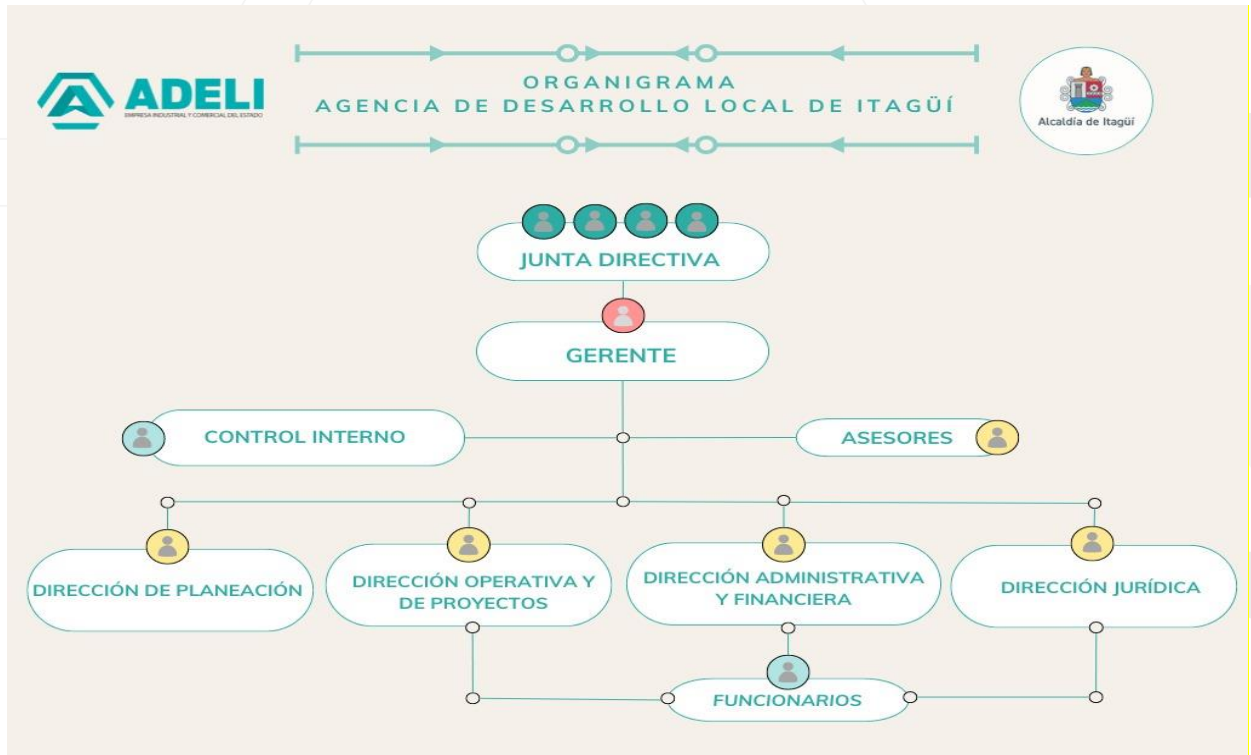 ADELI
EMPRESA INDUSTRIAL Y COMERCIAL DEL ESTADO
ORGANIGRAMA
AGENCIA DE DESARROLLO LOCAL DE ITAGÜÍ
Alcaldía de Itagüí
JUNTA DIRECTIVA
GERENTE
CONTROL INTERNO
ASESORES
DIRECCIÓN DE PLANEACIÓN
DIRECCIÓN OPERATIVA Y
DE PROYECTOS
DIRECCIÓN ADMINISTRATIVA
Y FINANCIERA
DIRECCIÓN JURÍDICA
FUNCIONARIOS